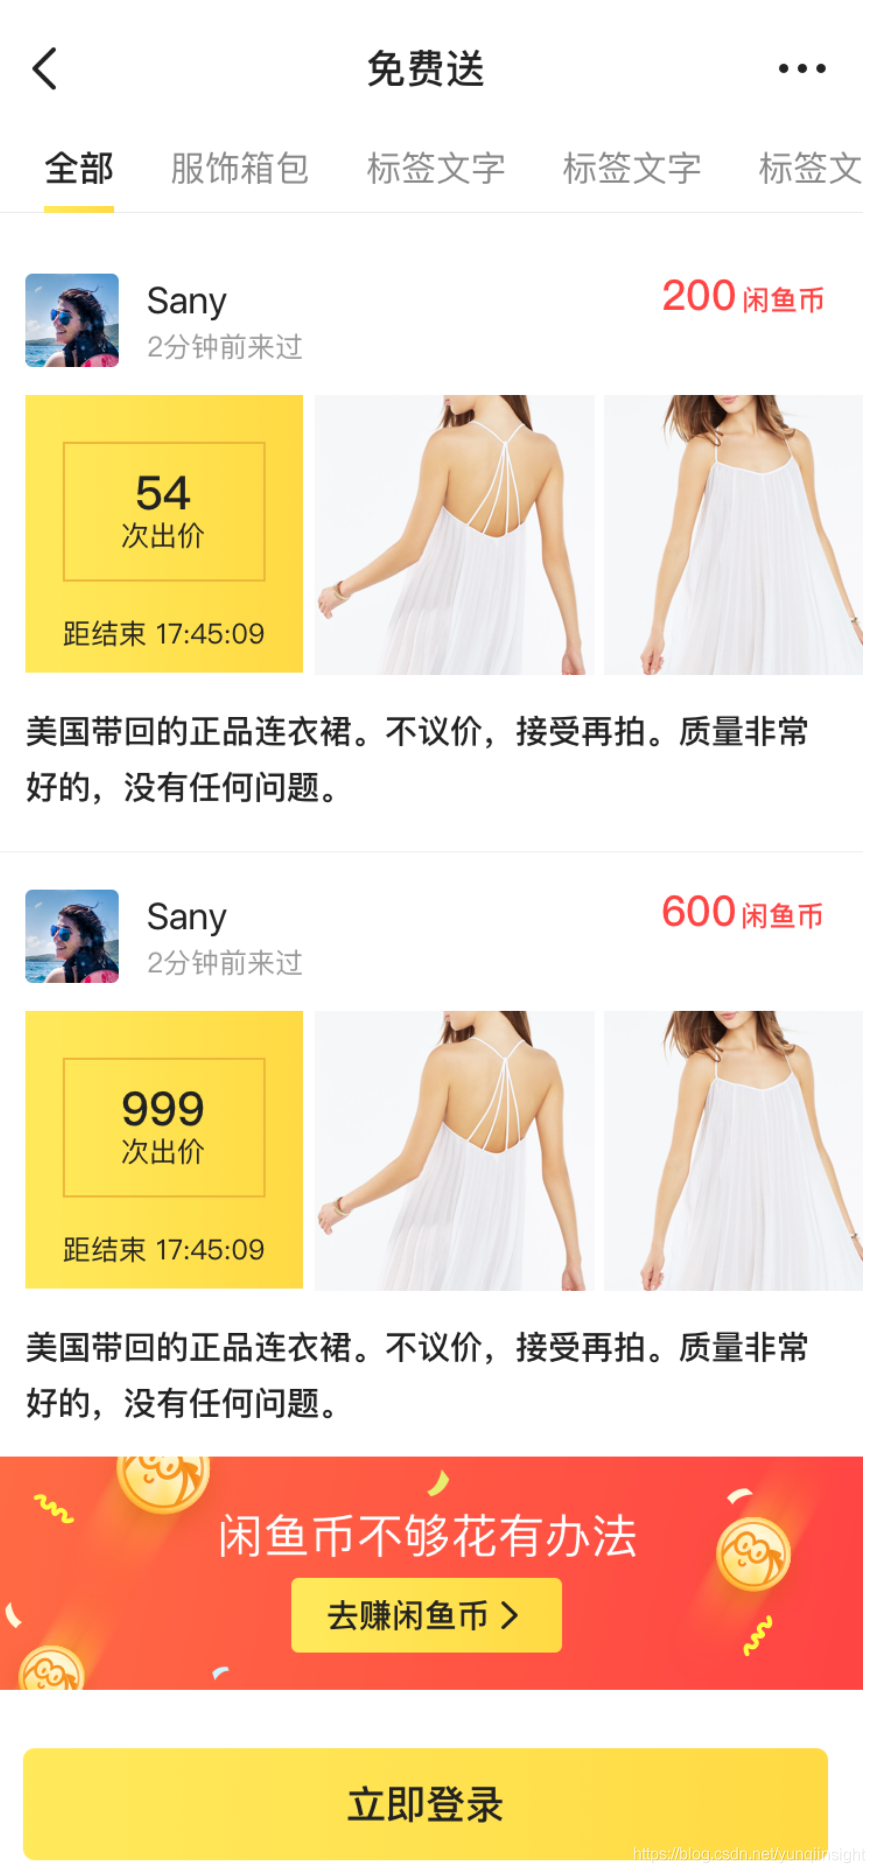 免费送
全部 服饰箱包 标签文字 标签文字 标签文
Sany
200闲鱼币
2分钟前来过
54
次出价
距结束 17:45:09
美国带回的正品连衣裙。不议价，接受再拍。质量非常
好的，没有任何问题。
Sany
600闲鱼币
2分钟前来过
999
次出价
距结束 17:45:09
美国带回的正品连衣裙。不议价，接受再拍。质量非常
好的，没有任何问题。
闲鱼币不够花有办法
去赚闲鱼币
立即登录
https://blog.csdn.net/yunqiinsight